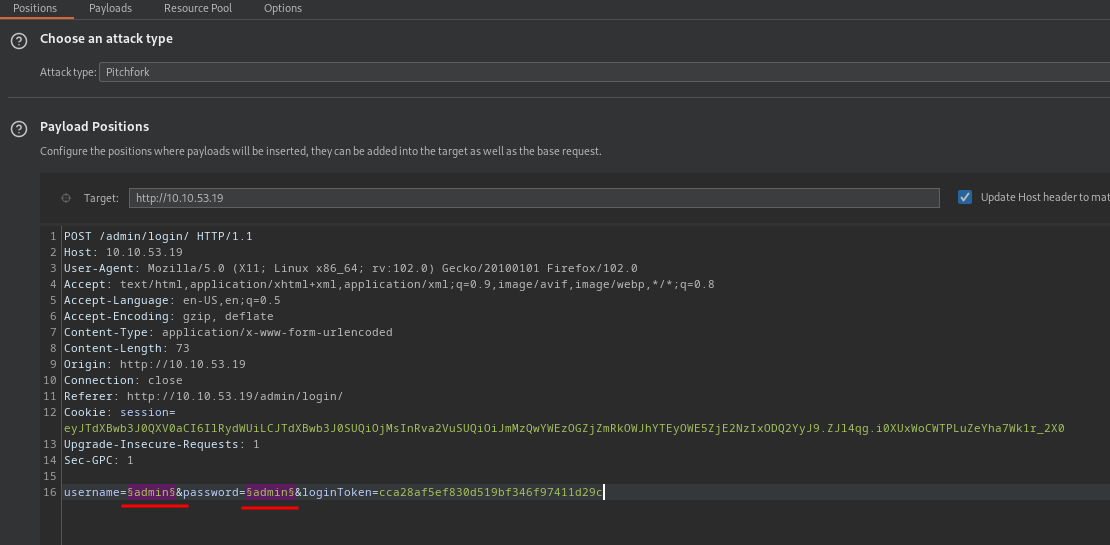 Positions Payloads Resource Pool Options
Choose an attack type
Attack type: Pitchfork
Payload Positions
Configure the positions where payloads will be inserted, they can be added into the target as well as the base request.
Target: http://10.10.53.19 Update Host header to mat
1 POST /admin/login/ HTTP/1.1
2 Host: 10.10.53.19
3 User-Agent: Mozilla/5.0 (X11; Linux x86_64; rv:102.0) Gecko/20100101 Firefox/102.0
4 Accept: text/html,application/xhtml+xml,application/xml;q=0.9,image/avif,image/webp,*/*;q=0.8
5 Accept-Language: en-US,en;q=0.5
6 Accept-Encoding: gzip, deflate
7 Content-Type: application/x-www-form-urlencoded
8 Content-Length: 73
9 Origin: http://10.10.53.19
10 Connection: close
11 Referer: http://10.10.53.19/admin/login/
12 Cookie: session=
eyJTdXBwb3J0QXV0aCI6IlRydWUiLCJTdXBwb3J0SUQiOjMsInRva2VuSUQiOiJmMzQwYWEzOGZjZmRkOWJhYTEyOWE5ZjE2NzIxODQ2YyJ9.ZJl4qg.i0XUxWoCWTPLuZeYha7Wk1r_2X0
13 Upgrade-Insecure-Requests: 1
14 Sec-GPC: 1
15
16 username=§admin§&password=§admin§&loginToken=cca28af5ef830d519bf346f97411d29c